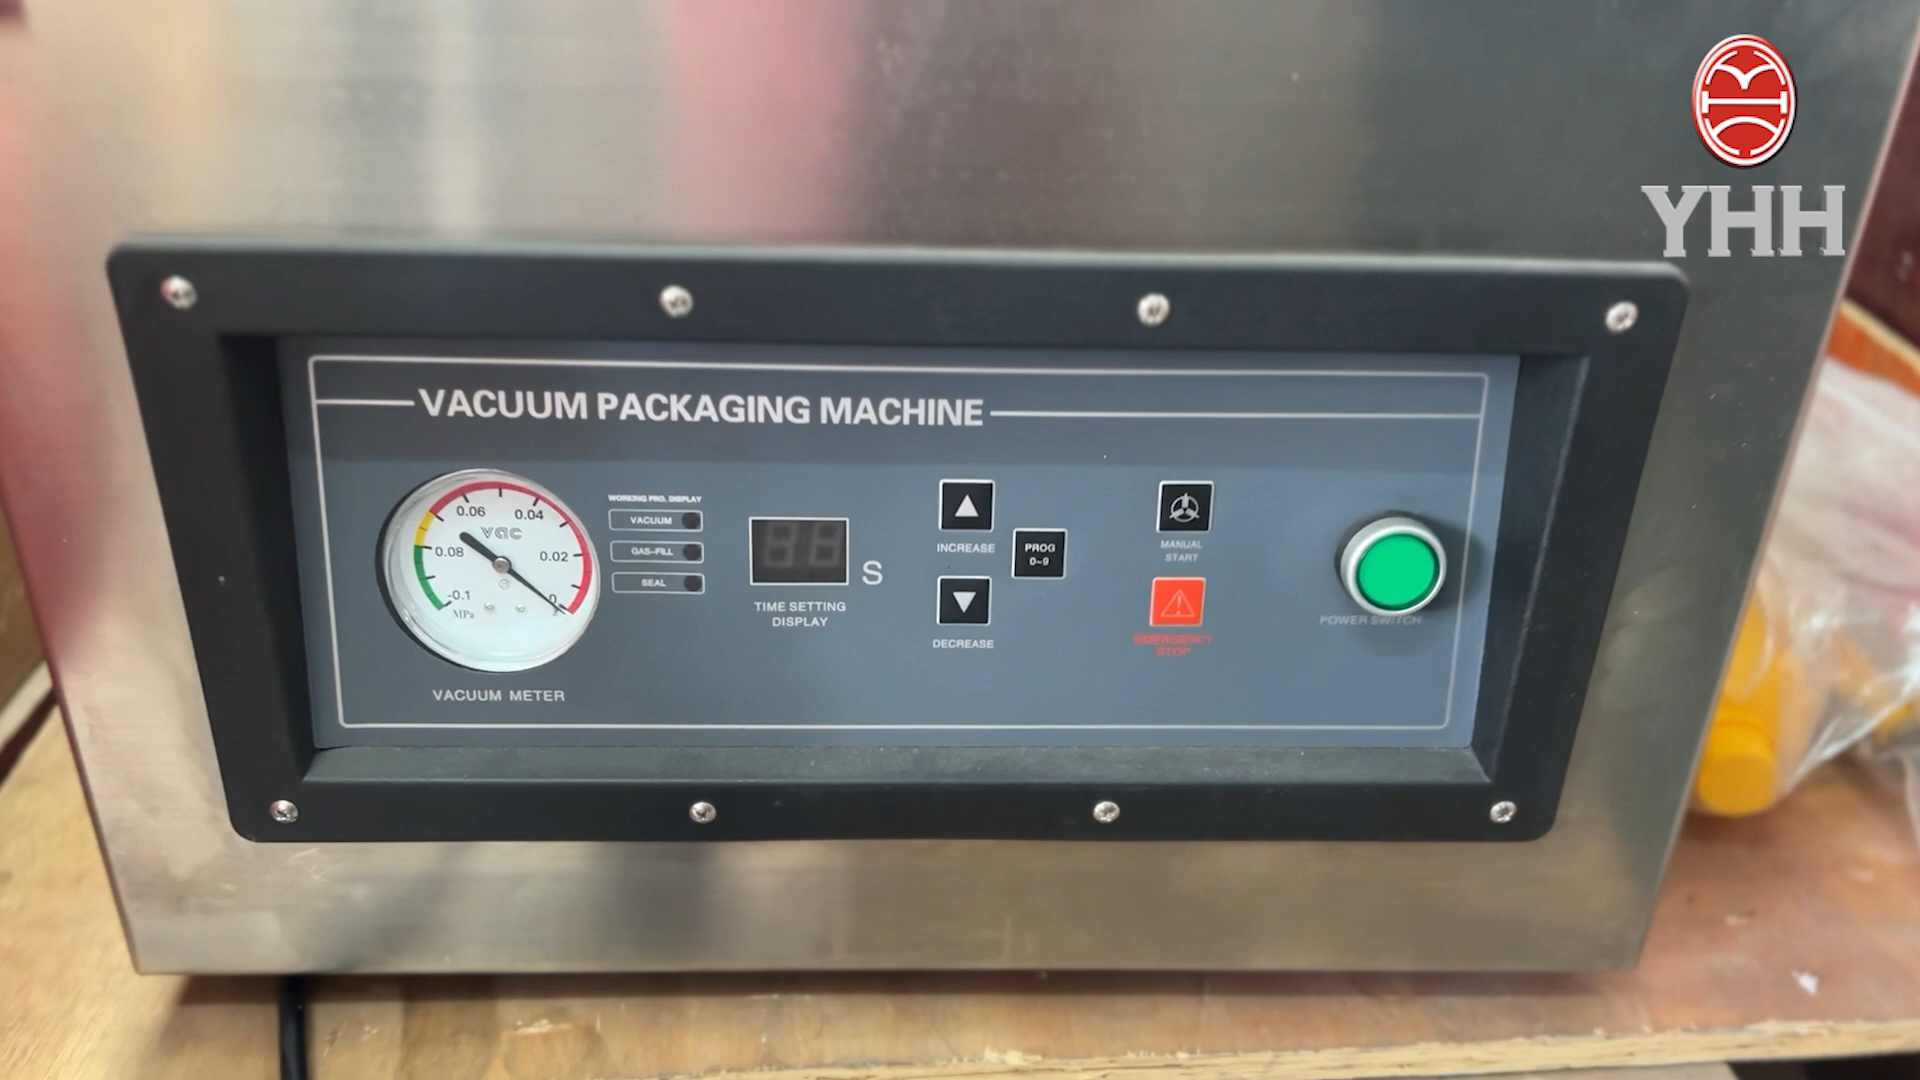 YHH
VACUUM PACKAGING MACHINE
0.06
0.04
vac
0.08
0.02
-0.1
0
MPa
VACUUM METER
WORKING PRO. DISPLAY
VACUUM
GAS-FILL
SEAL
S
TIME SETTING
DISPLAY
INCREASE
PROG
0-9
DECREASE
MANUAL
START
EMERGENCY
STOP
POWER SWITCH